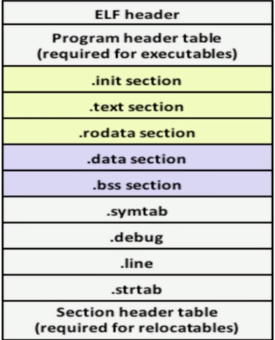 ELF header
Program header table
(required for executables)
.init section
.text section
.rodata section
.data section
.bss section
.symtab
.debug
.line
.strtab
Section header table
(required for relocatables)